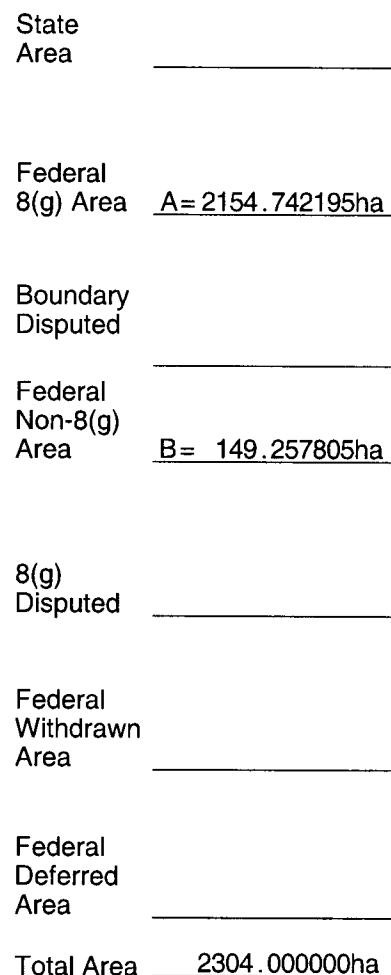 State
Area
Federal
8(g) Area A= 2154.742195ha
Boundary
Disputed
Federal
Non-8(g)
Area B= 149.257805ha
8(g)
Disputed
Federal
Withdrawn
Area
Federal
Deferred
Area
Total Area 2304.000000ha